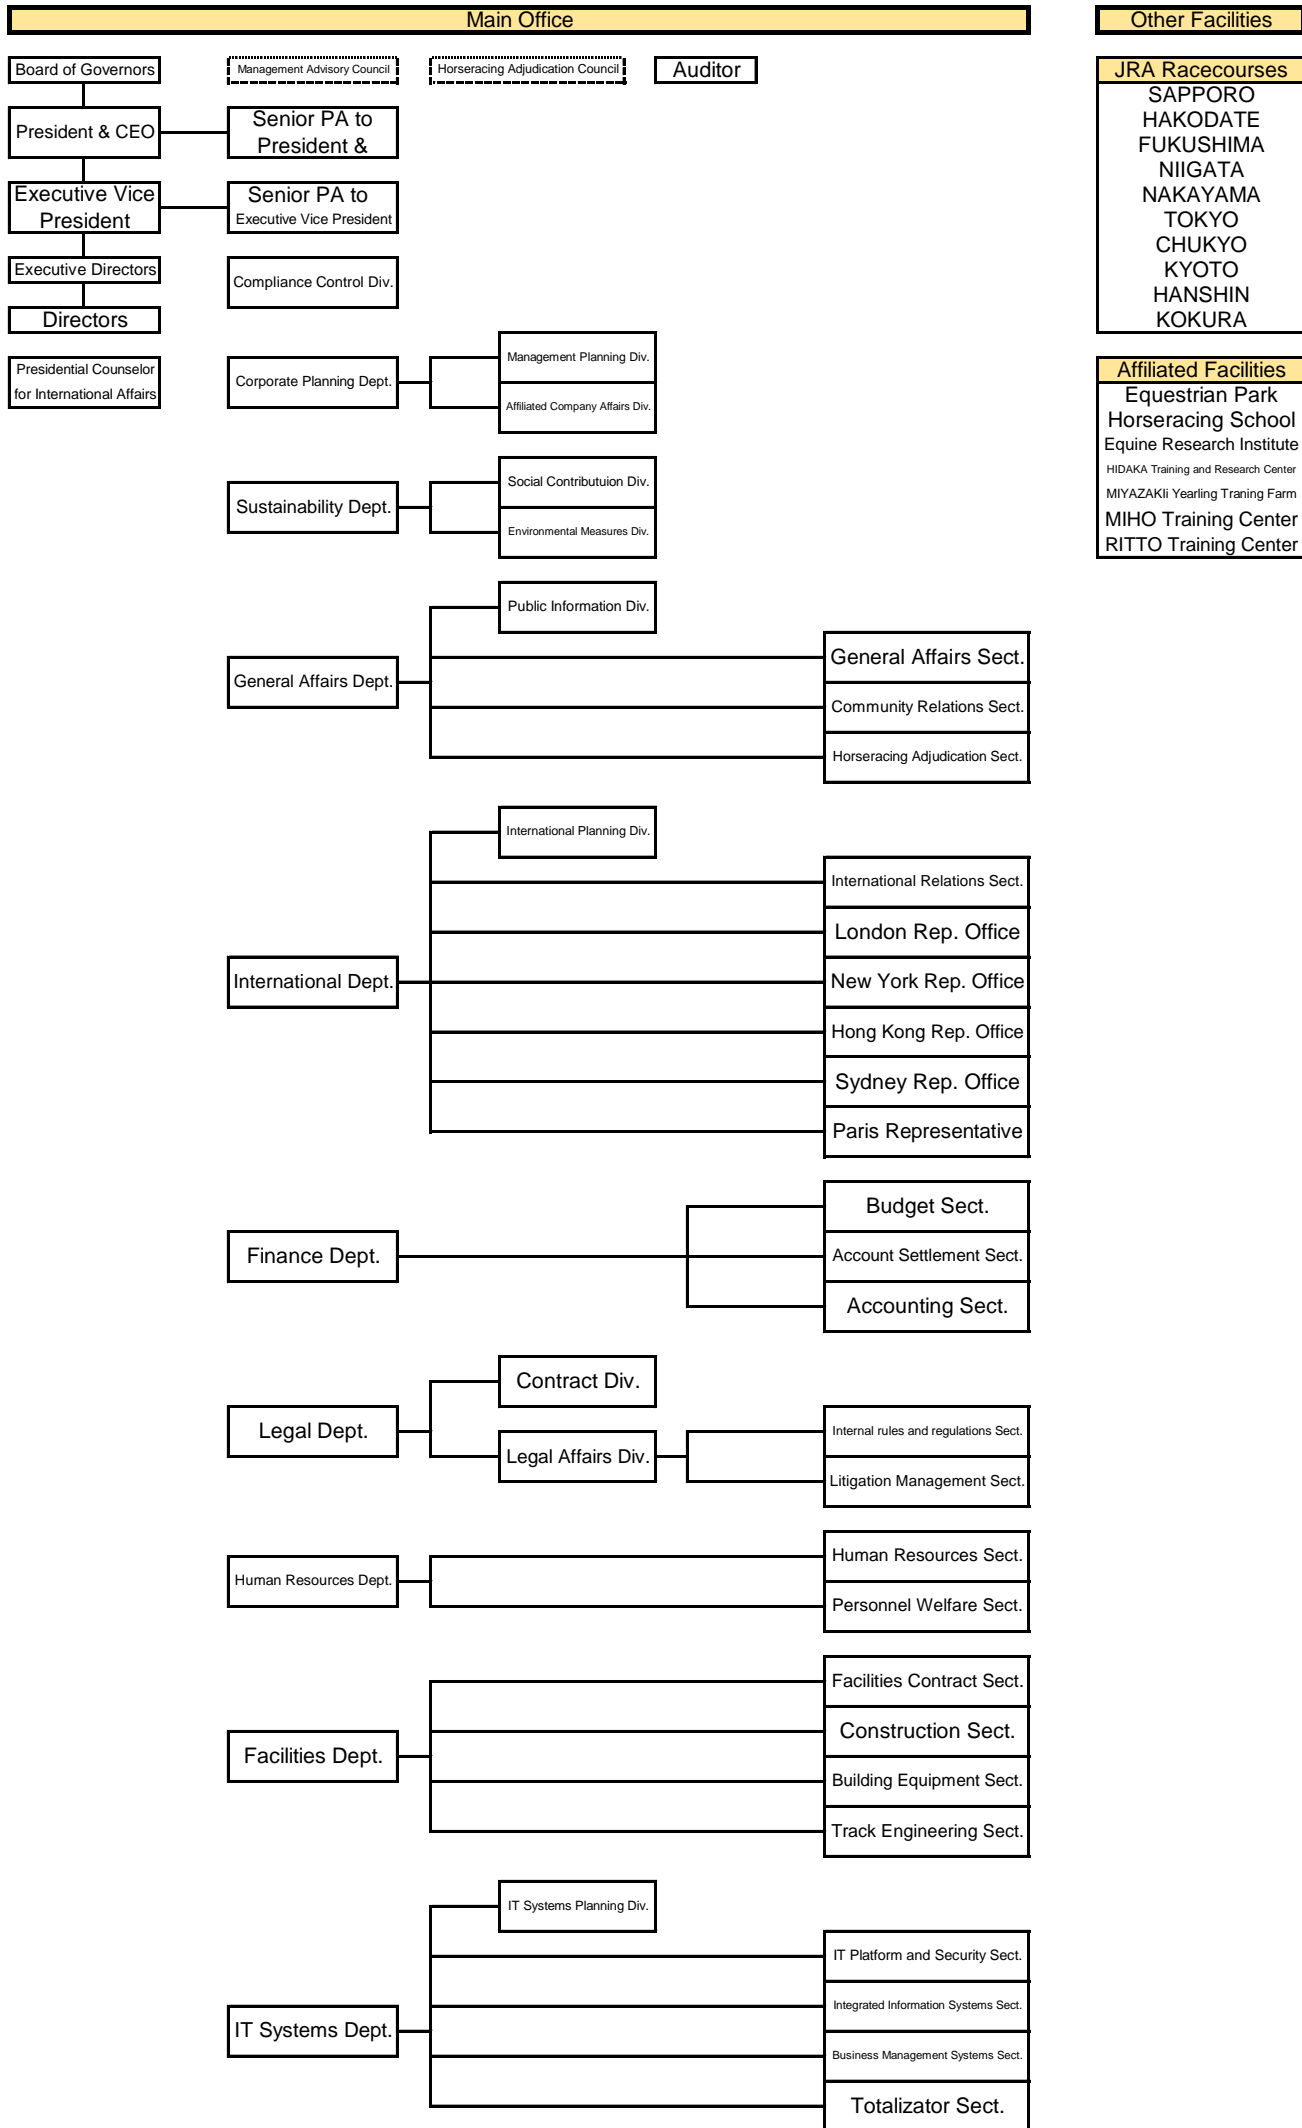 Main Office
Other Facilities
Board of Governors
Management Advisory Council
Horseracing Adjudication Council
Auditor
President & CEO
Senior PA to
President &
Executive Vice
President
Senior PA to
Executive Vice President
Executive Directors
Compliance Control Div.
Directors
Presidential Counselor
for International Affairs
JRA Racecourses
SAPPORO
HAKODATE
FUKUSHIMA
NIIGATA
NAKAYAMA
TOKYO
CHUKYO
KYOTO
HANSHIN
KOKURA
Affiliated Facilities
Equestrian Park
Horseracing School
Equine Research Institute
HIDAKA Training and Research Center
MIYAZAKIi Yearling Traning Farm
MIHO Training Center
RITTO Training Center
Corporate Planning Dept.
Management Planning Div.
Affiliated Company Affairs Div.
Sustainability Dept.
Social Contributuion Div.
Environmental Measures Div.
General Affairs Dept.
Public Information Div.
General Affairs Sect.
Community Relations Sect.
Horseracing Adjudication Sect.
International Dept.
International Planning Div.
International Relations Sect.
London Rep. Office
New York Rep. Office
Hong Kong Rep. Office
Sydney Rep. Office
Paris Representative
Finance Dept.
Budget Sect.
Account Settlement Sect.
Accounting Sect.
Legal Dept.
Contract Div.
Legal Affairs Div.
Internal rules and regulations Sect.
Litigation Management Sect.
Human Resources Dept.
Human Resources Sect.
Personnel Welfare Sect.
Facilities Dept.
Facilities Contract Sect.
Construction Sect.
Building Equipment Sect.
Track Engineering Sect.
IT Systems Dept.
IT Systems Planning Div.
IT Platform and Security Sect.
Integrated Information Systems Sect.
Business Management Systems Sect.
Totalizator Sect.